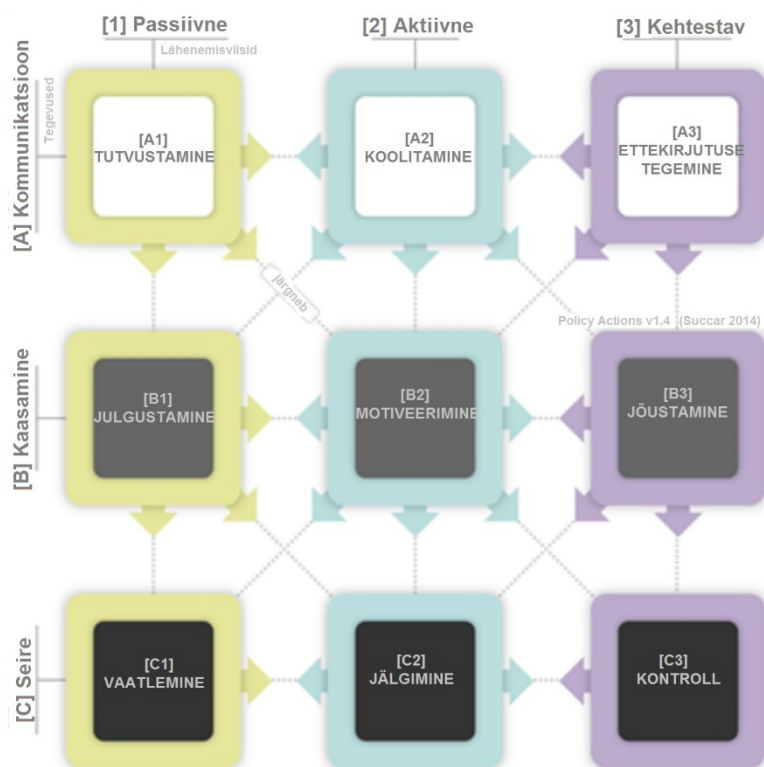 [1] Passiivne
[2] Aktiivne
[3] Kehtestav
Lähenemisviisid
Tegevused
[A] Kommunikatsioon
[A1]
TUTVUSTAMINE
[A2]
KOOLITAMINE
[A3]
ETTEKIRJUTUSE
TEGEMINE
järgneb
Policy Actions v1.4 (Succar 2014)
[B] Kaasamine
[B1]
JULGUSTAMINE
[B2]
MOTIVEERIMINE
[B3]
JÕUSTAMINE
[C] Seire
[C1]
VAATLEMINE
[C2]
JÄLGIMINE
[C3]
KONTROLL